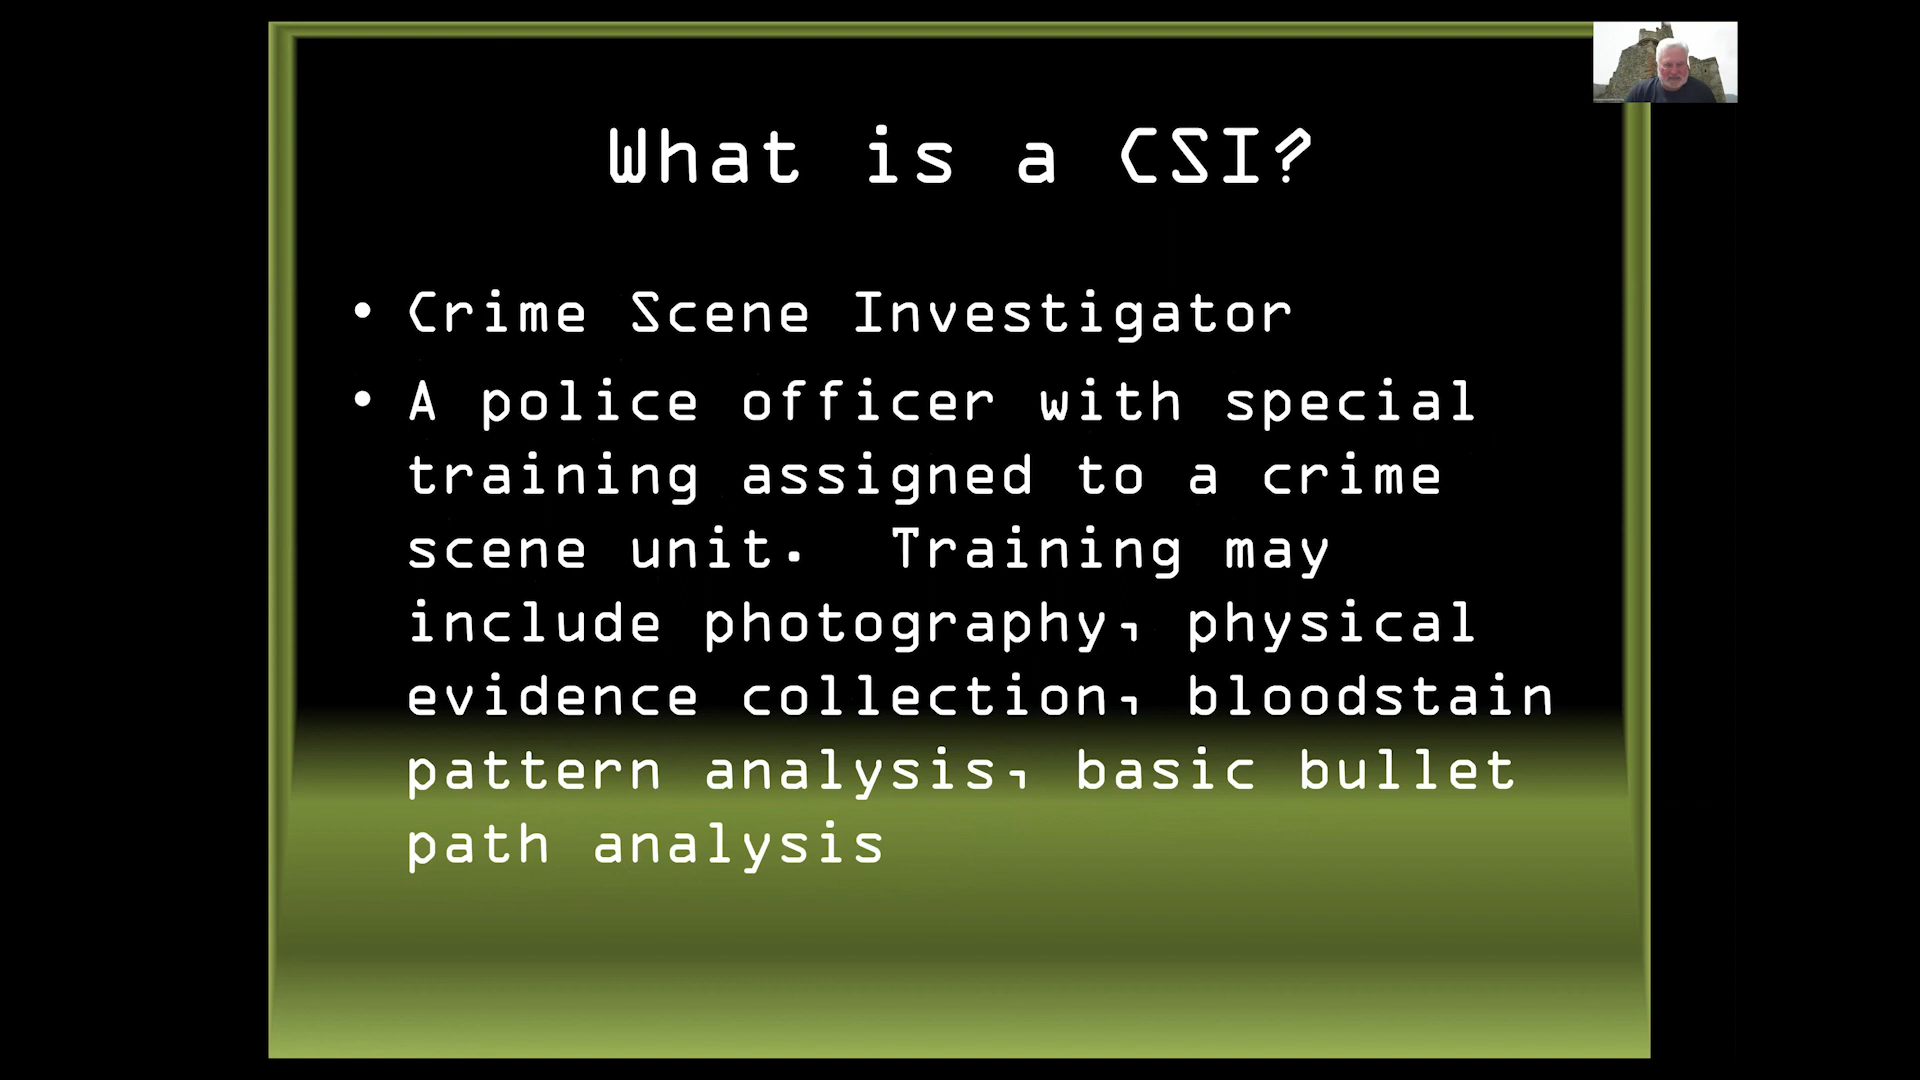 What is a CSI?
• Crime Scene Investigator
• A police officer with special
training assigned to a crime
scene unit.  Training may
include photography, physical
evidence collection, bloodstain
pattern analysis, basic bullet
path analysis